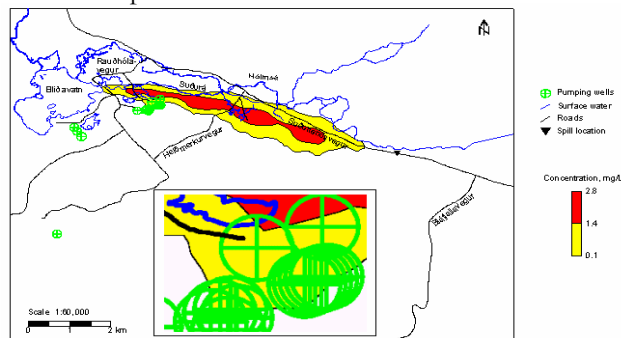 N
Rauðhóla-
vegur
Elliðavatn
Suðurá
Hólmsá
Suðurlandsvegur
Heiðmerkurvegur
Bláfjallavegur
Pumping wells
Surface water
Roads
Spill location
Concentration, mg/L
2.8
1.4
0.1
Scale 1:60,000
0 1 2 km